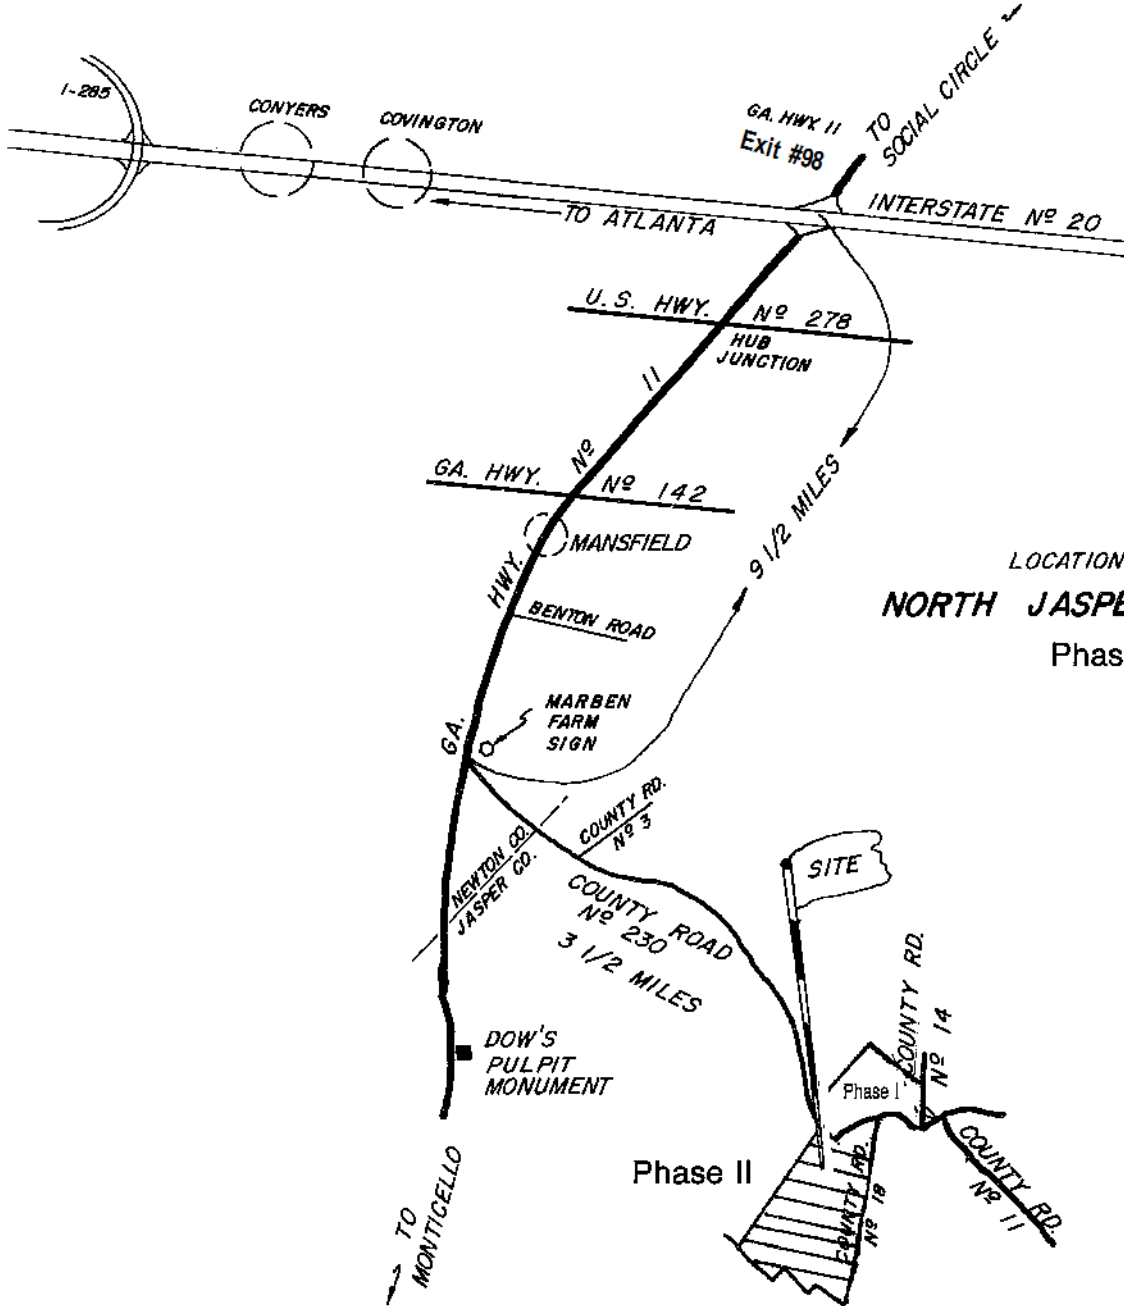 I-285
CONYERS
COVINGTON
GA. HWY. 11
Exit #98
TO
SOCIAL CIRCLE
INTERSTATE Nº 20
TO ATLANTA
U.S. HWY. Nº 278
HUB
JUNCTION
GA. HWY. Nº 11
GA. HWY. Nº 142
MANSFIELD
9 1/2 MILES
LOCATION
NORTH JASPE
Phas
BENTON ROAD
MARBEN
FARM
SIGN
COUNTY RD.
Nº 3
NEWTON CO.
JASPER CO.
SITE
COUNTY ROAD
Nº 230
3 1/2 MILES
COUNTY RD.
Nº 14
DOW'S
PULPIT
MONUMENT
Phase I
COUNTY RD.
Nº 11
Phase II
COUNTY RD.
Nº 18
TO
MONTICELLO